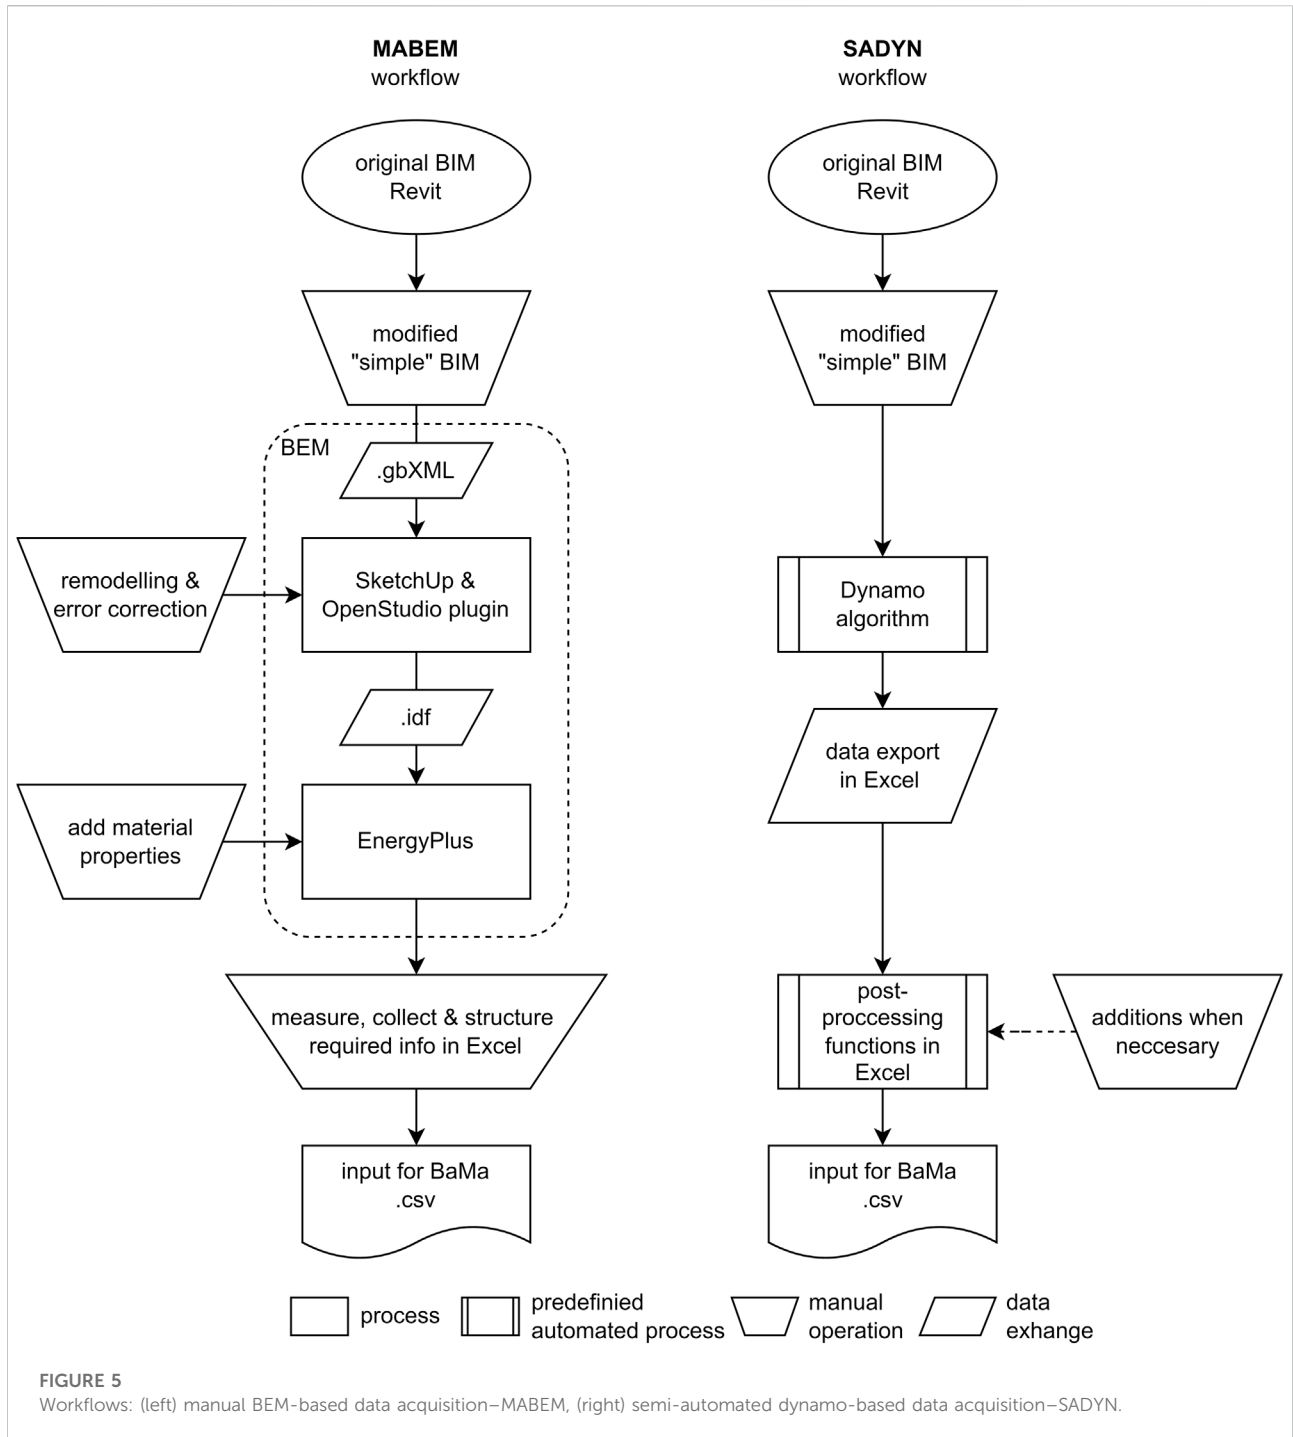 MABEM
workflow
original BIM
Revit
modified
"simple" BIM
BEM
.gbXML
remodelling &
error correction
SketchUp &
OpenStudio plugin
.idf
add material
properties
EnergyPlus
measure, collect & structure
required info in Excel
input for BaMa
.csv
SADYN
workflow
original BIM
Revit
modified
"simple" BIM
Dynamo
algorithm
data export
in Excel
post-
proccessing
functions in
Excel
additions when
neccesary
input for BaMa
.csv
process
predefinied
automated process
manual
operation
data
exhange
FIGURE 5
Workflows: (left) manual BEM-based data acquisition–MABEM, (right) semi-automated dynamo-based data acquisition–SADYN.